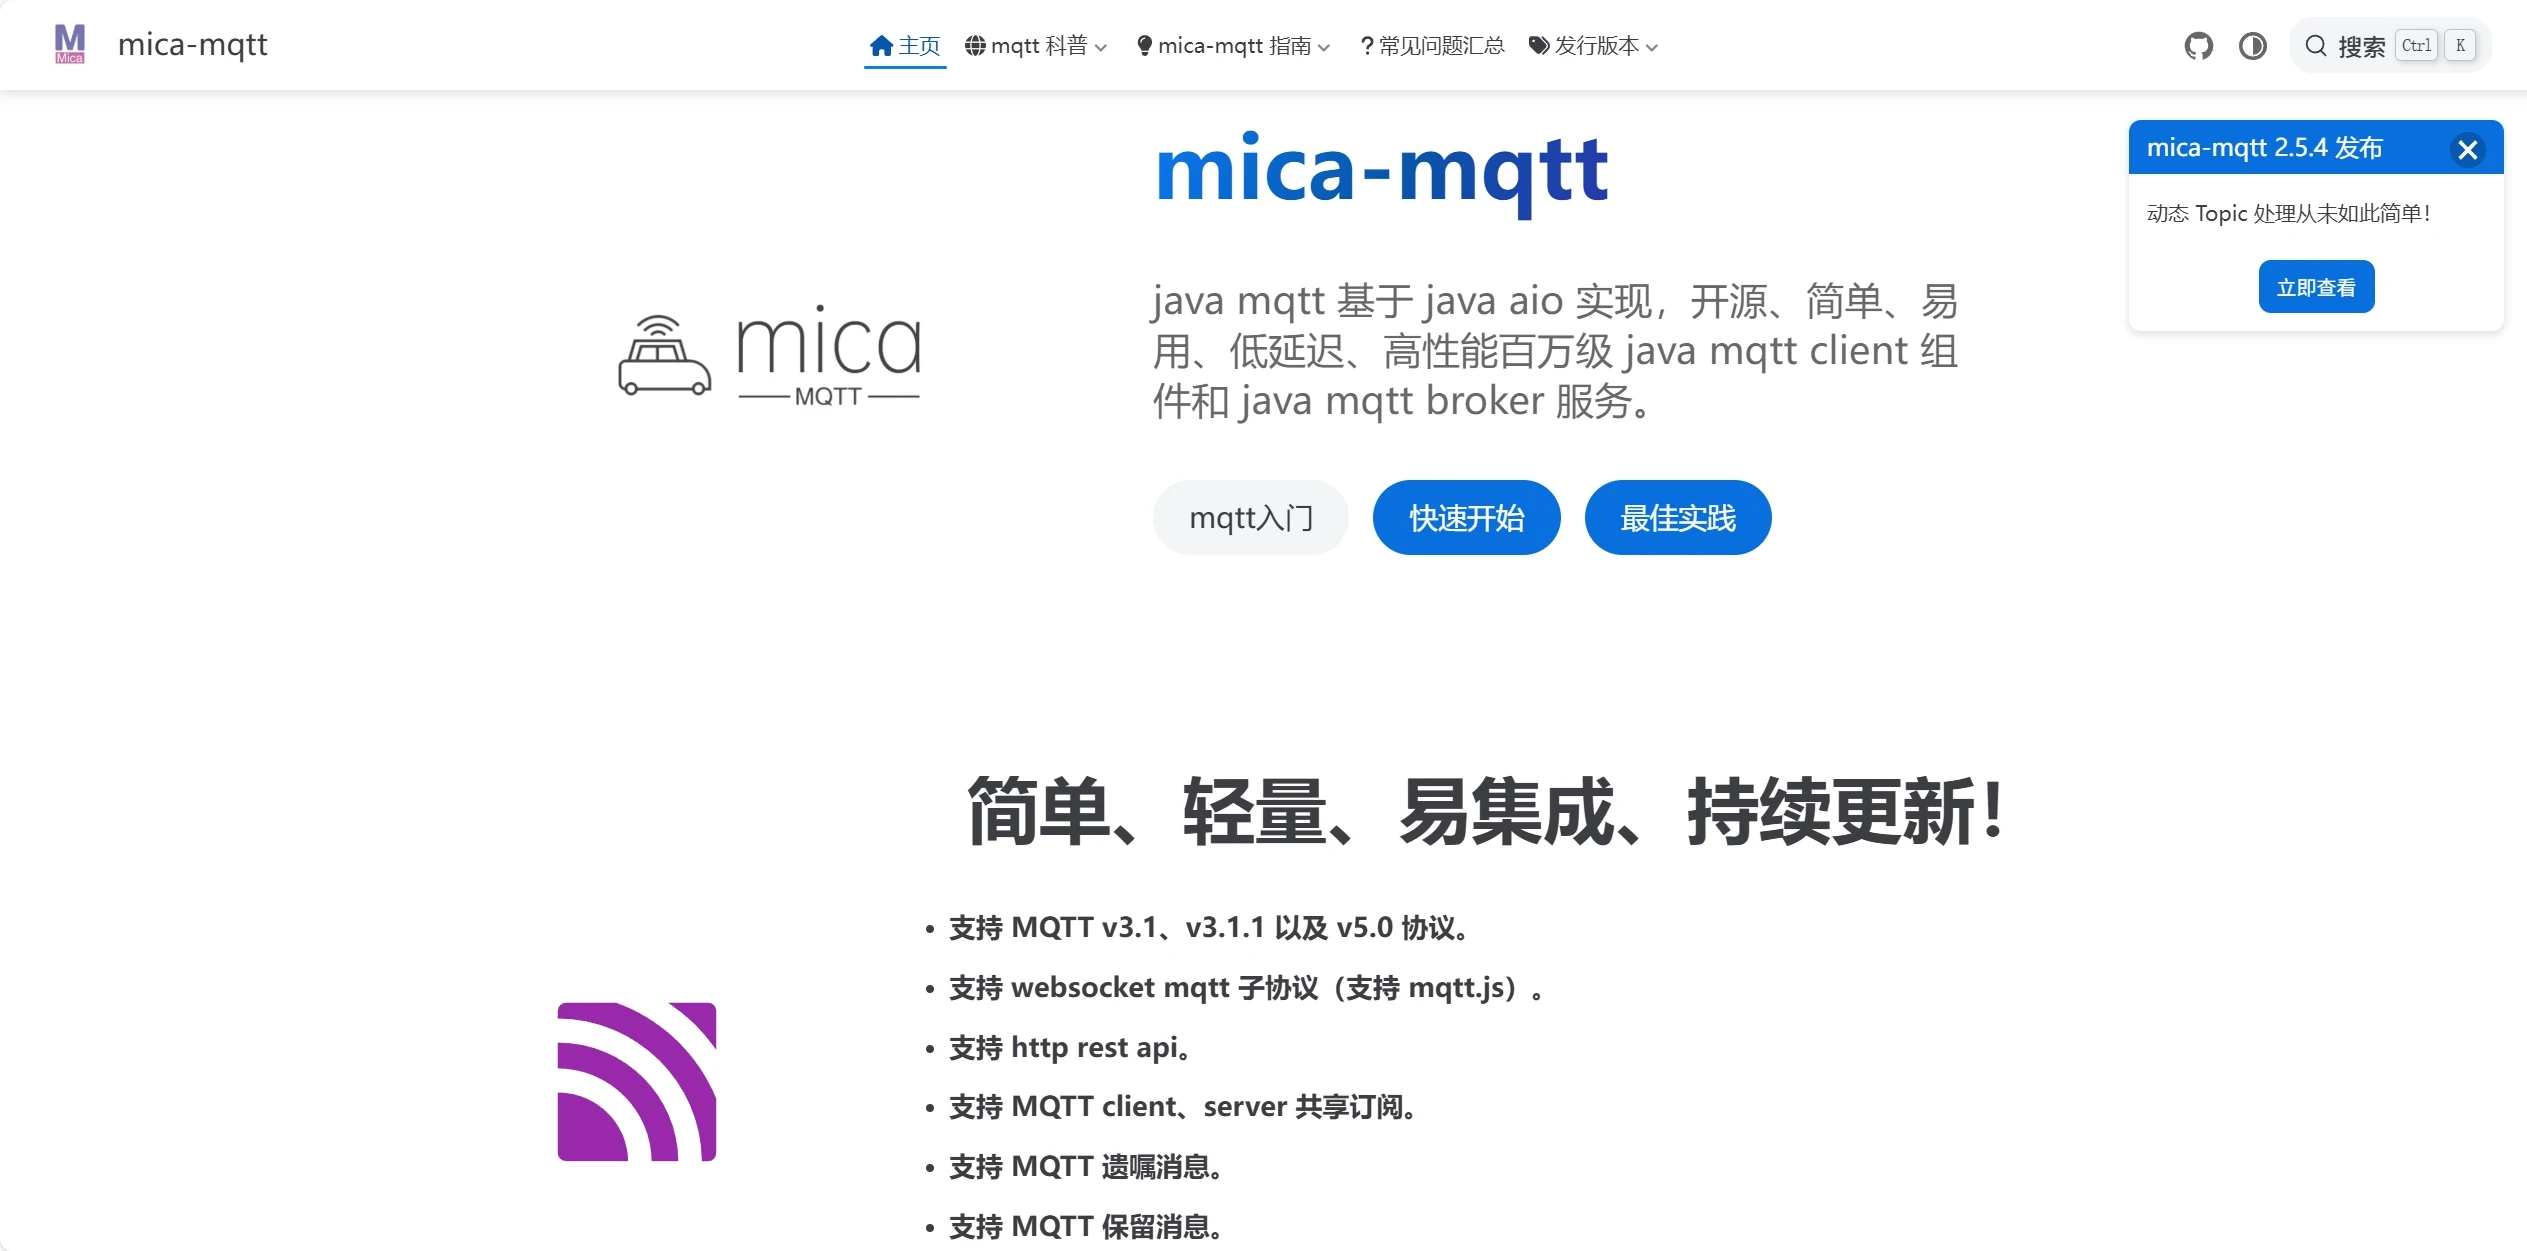 M
Mica
mica-mqtt
主页
mqtt 科普
mica-mqtt 指南
? 常见问题汇总
发行版本
搜索
Ctrl
K
mica-mqtt
mica-mqtt 2.5.4 发布
动态 Topic 处理从未如此简单！
立即查看
mica
MQTT
java mqtt 基于 java aio 实现，开源、简单、易
用、低延迟、高性能百万级 java mqtt client 组
件和 java mqtt broker 服务。
mqtt入门
快速开始
最佳实践
简单、轻量、易集成、持续更新！
• 支持 MQTT v3.1、v3.1.1 以及 v5.0 协议。
• 支持 websocket mqtt 子协议（支持 mqtt.js）。
• 支持 http rest api。
• 支持 MQTT client、server 共享订阅。
• 支持 MQTT 遗嘱消息。
• 支持 MQTT 保留消息。